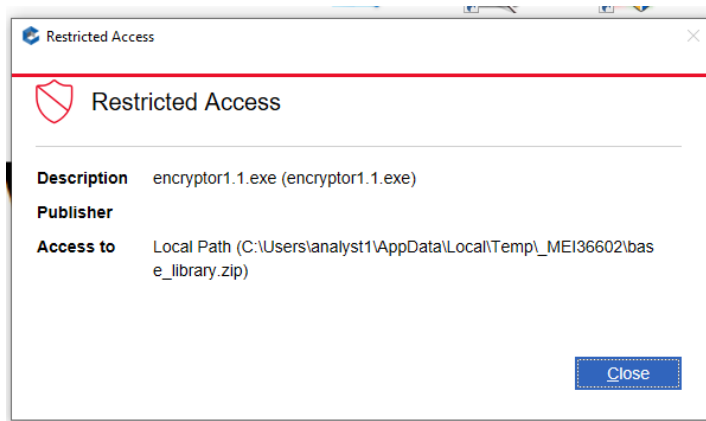 Restricted Access
Restricted Access
Description encryptor1.1.exe (encryptor1.1.exe)
Publisher
Access to Local Path (C:\Users\analyst1\AppData\Local\Temp\_MEI36602\bas
e_library.zip)
Close